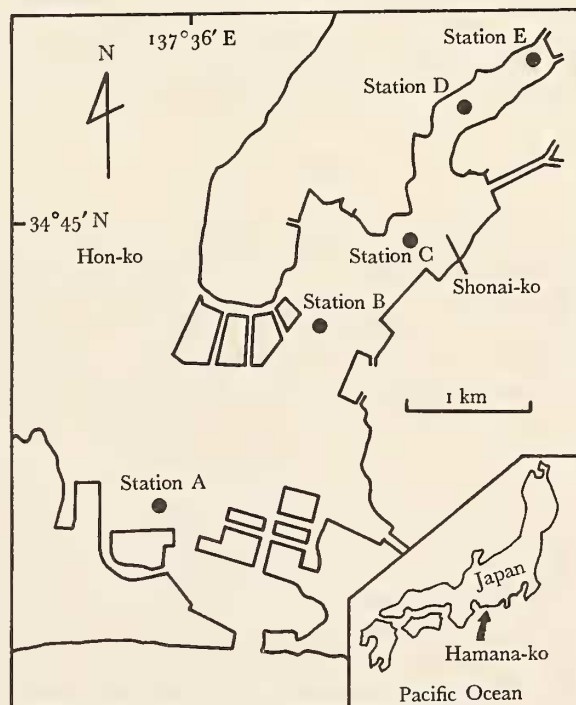 137°36′ E
N
Station E
Station D
34°45′ N
Hon-ko
Station C
Shonai-ko
Station B
1 km
Station A
Japan
Hamana-ko
Pacific Ocean